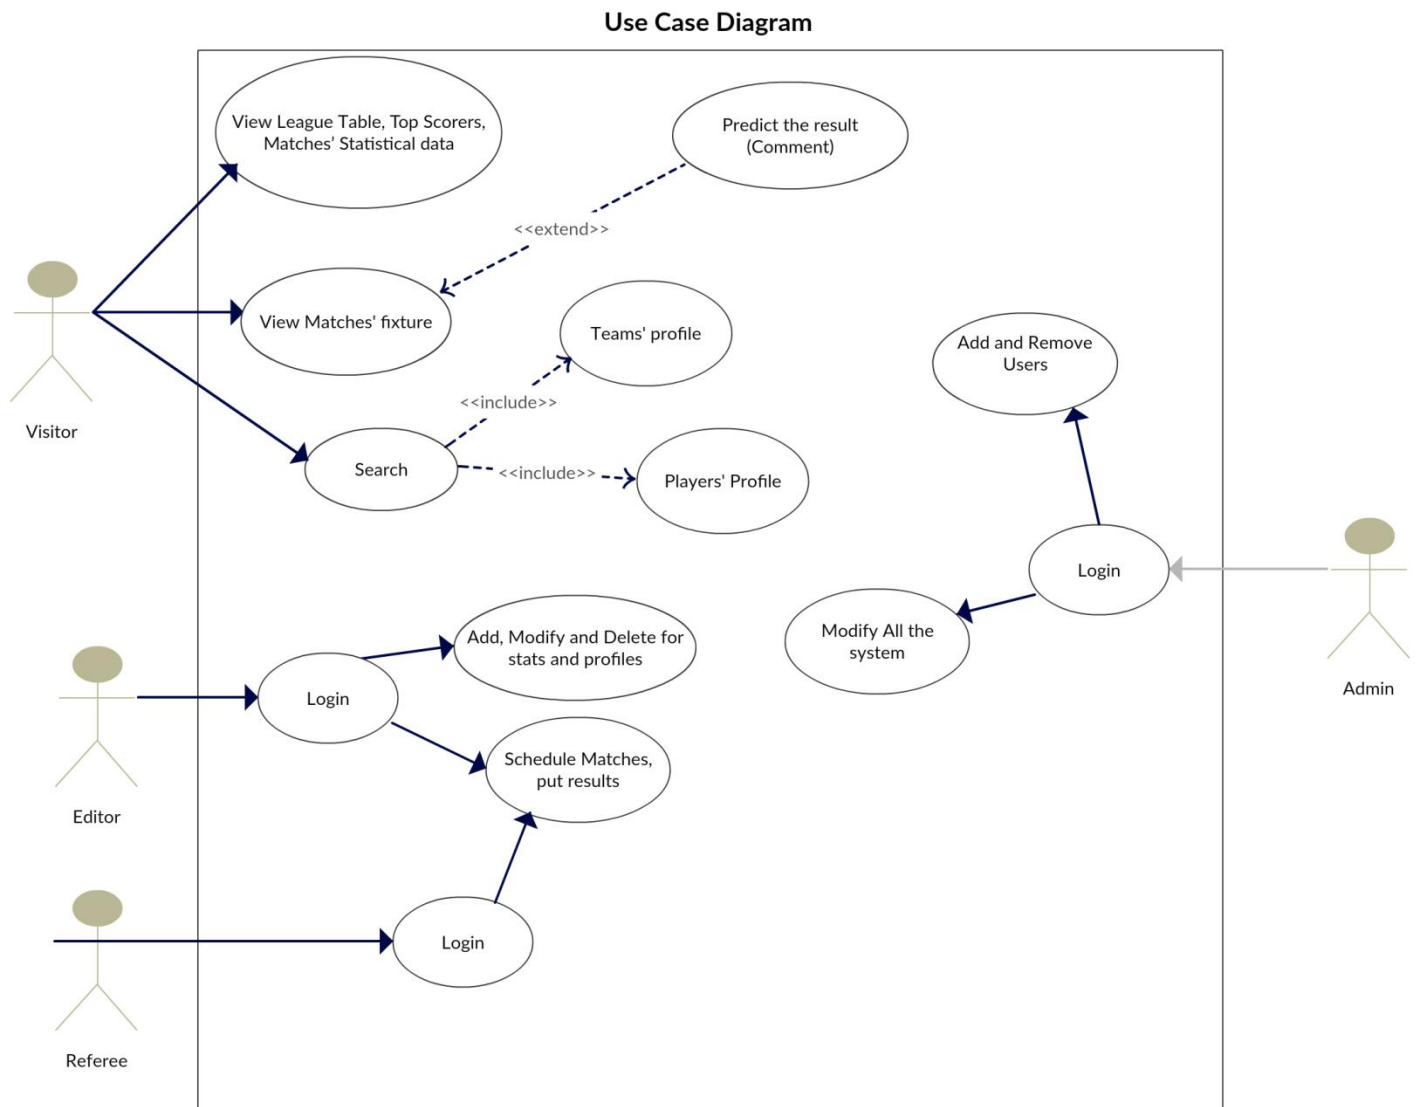 Use Case Diagram
View League Table, Top Scorers,
Matches' Statistical data
Predict the result
(Comment)
<<extend>>
View Matches' fixture
Teams' profile
Add and Remove
Users
<<include>>
Visitor
Search
<<include>>
Players' Profile
Login
Add, Modify and Delete for
stats and profiles
Modify All the
system
Login
Admin
Schedule Matches,
put results
Editor
Login
Referee